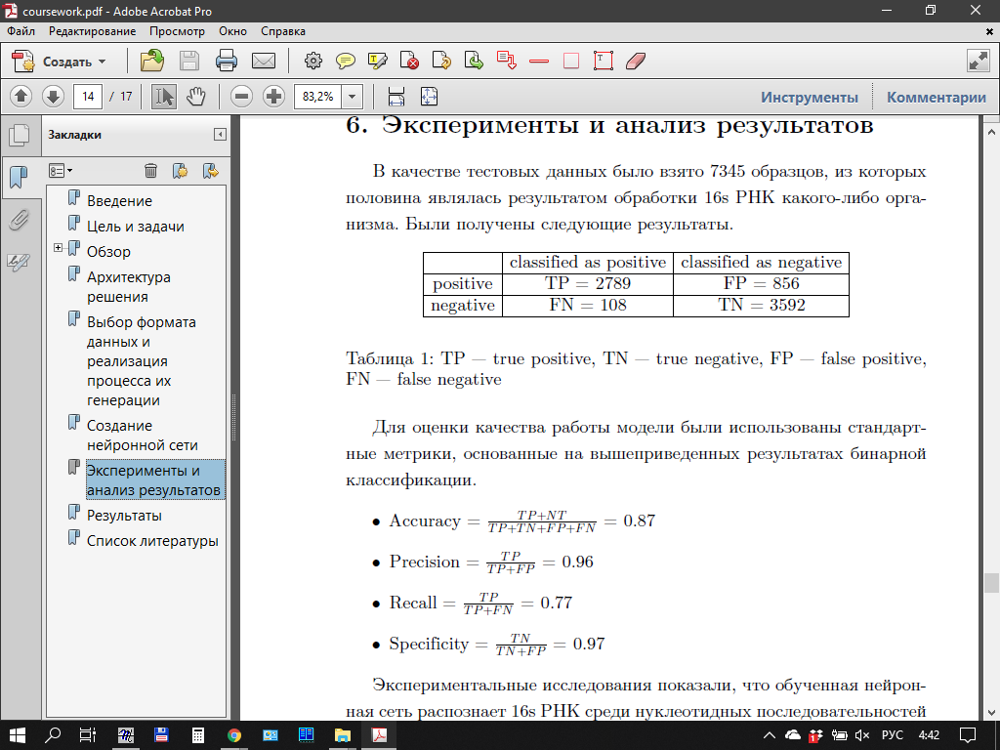 coursework.pdf - Adobe Acrobat Pro
Файл Редактирование Просмотр Окно Справка
Создать
14 / 17 83,2% Инструменты Комментарии
Закладки
Введение
Цель и задачи
Обзор
Архитектура
решения
Выбор формата
данных и
реализация
процесса их
генерации
Создание
нейронной сети
Эксперименты и
анализ результатов
Результаты
Список литературы
6. Эксперименты и анализ результатов
В качестве тестовых данных было взято 7345 образцов, из которых
половина являлась результатом обработки 16s РНК какого-либо орга-
низма. Были получены следующие результаты.
classified as positive classified as negative
positive TP = 2789 FP = 856
negative FN = 108 TN = 3592
Таблица 1: TP — true positive, TN — true negative, FP — false positive,
FN — false negative
Для оценки качества работы модели были использованы стандарт-
ные метрики, основанные на вышеприведенных результатах бинарной
классификации.
• Accuracy = TP+NT / TP+TN+FP+FN = 0.87
• Precision = TP / TP+FP = 0.96
• Recall = TP / TP+FN = 0.77
• Specificity = TN / TN+FP = 0.97
Экспериментальные исследования показали, что обученная нейрон-
ная сеть распознает 16s РНК среди нуклеотидных последовательностей
РУС 4:42